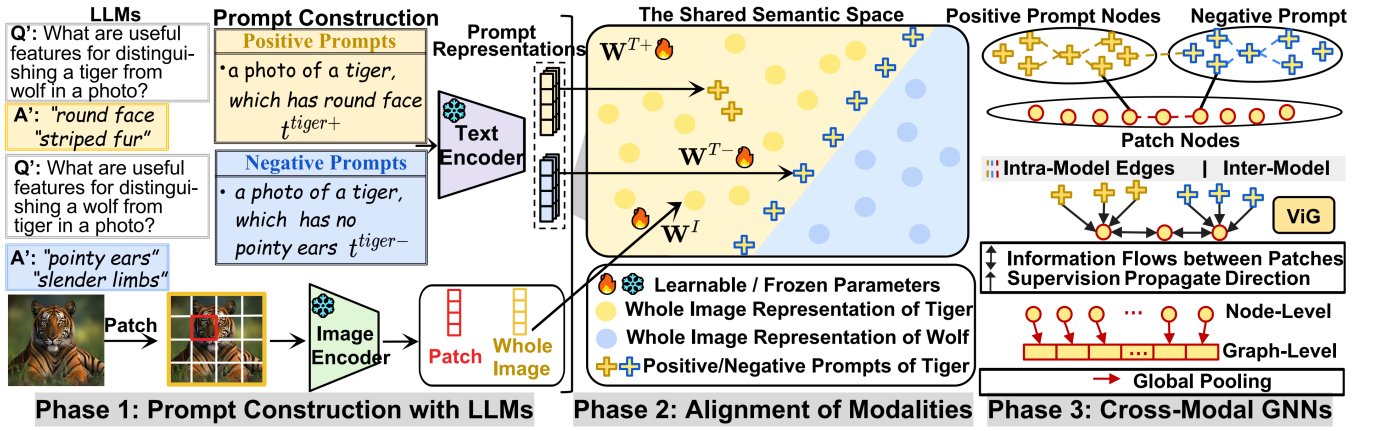 LLMs
Q’: What are useful
features for distingui-
shing a tiger from
wolf in a photo?
A’: "round face
"striped fur"
Q’: What are useful
features for distingui-
shing a wolf from
tiger in a photo?
A’: "pointy ears"
"slender limbs"
Patch
Prompt Construction
Positive Prompts
• a photo of a tiger,
which has round face
t^{tiger+}
Negative Prompts
• a photo of a tiger,
which has no
pointy ears t^{tiger-}
Text
Encoder
Prompt
Representations
Image
Encoder
Patch
Whole
Image
Phase 1: Prompt Construction with LLMs
The Shared Semantic Space
W^{T+}
W^{T-}
W^{I}
Learnable / Frozen Parameters
Whole Image Representation of Tiger
Whole Image Representation of Wolf
Positive/Negative Prompts of Tiger
Phase 2: Alignment of Modalities
Positive Prompt Nodes
Negative Prompt
Patch Nodes
Intra-Model Edges | Inter-Model
ViG
Information Flows between Patches
Supervision Propagate Direction
... Node-Level
... Graph-Level
Global Pooling
Phase 3: Cross-Modal GNNs